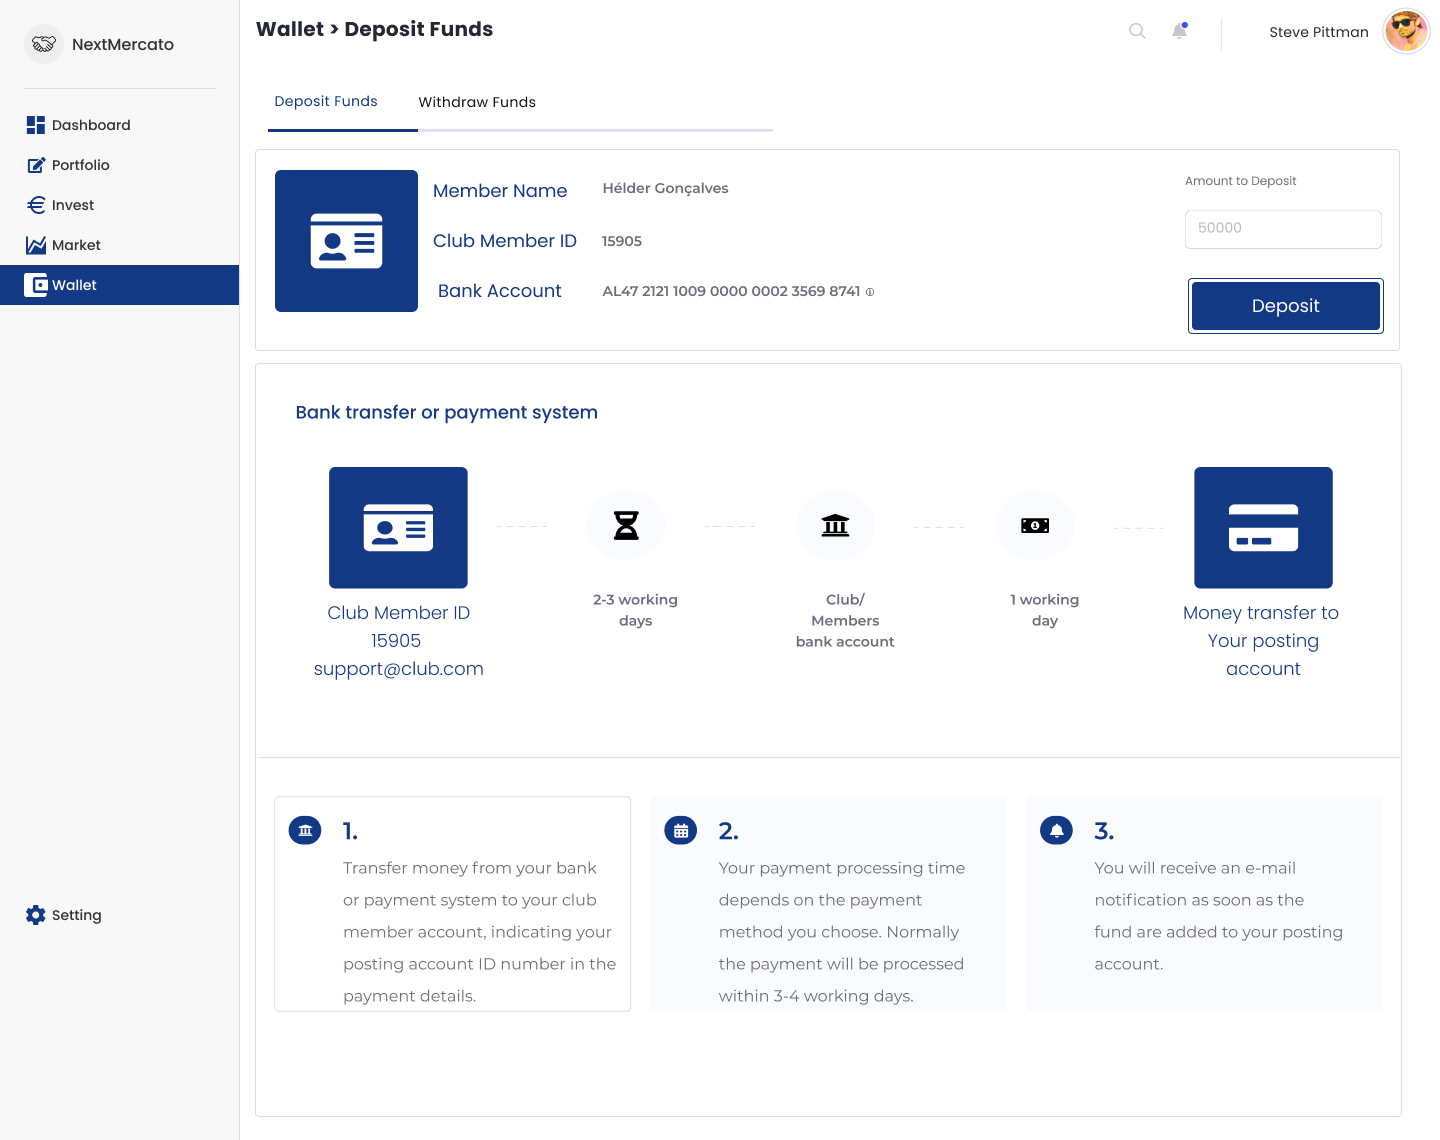 NextMercato
Dashboard
Portfolio
Invest
Market
Wallet
Setting
Wallet > Deposit Funds
Steve Pittman
Deposit Funds
Withdraw Funds
Member Name
Hélder Gonçalves
Club Member ID
15905
Bank Account
AL47 2121 1009 0000 0002 3569 8741
Amount to Deposit
50000
Deposit
Bank transfer or payment system
Club Member ID
15905
support@club.com
2-3 working
days
Club/
Members
bank account
1 working
day
Money transfer to
Your posting
account
1.
Transfer money from your bank
or payment system to your club
member account, indicating your
posting account ID number in the
payment details.
2.
Your payment processing time
depends on the payment
method you choose. Normally
the payment will be processed
within 3-4 working days.
3.
You will receive an e-mail
notification as soon as the
fund are added to your posting
account.